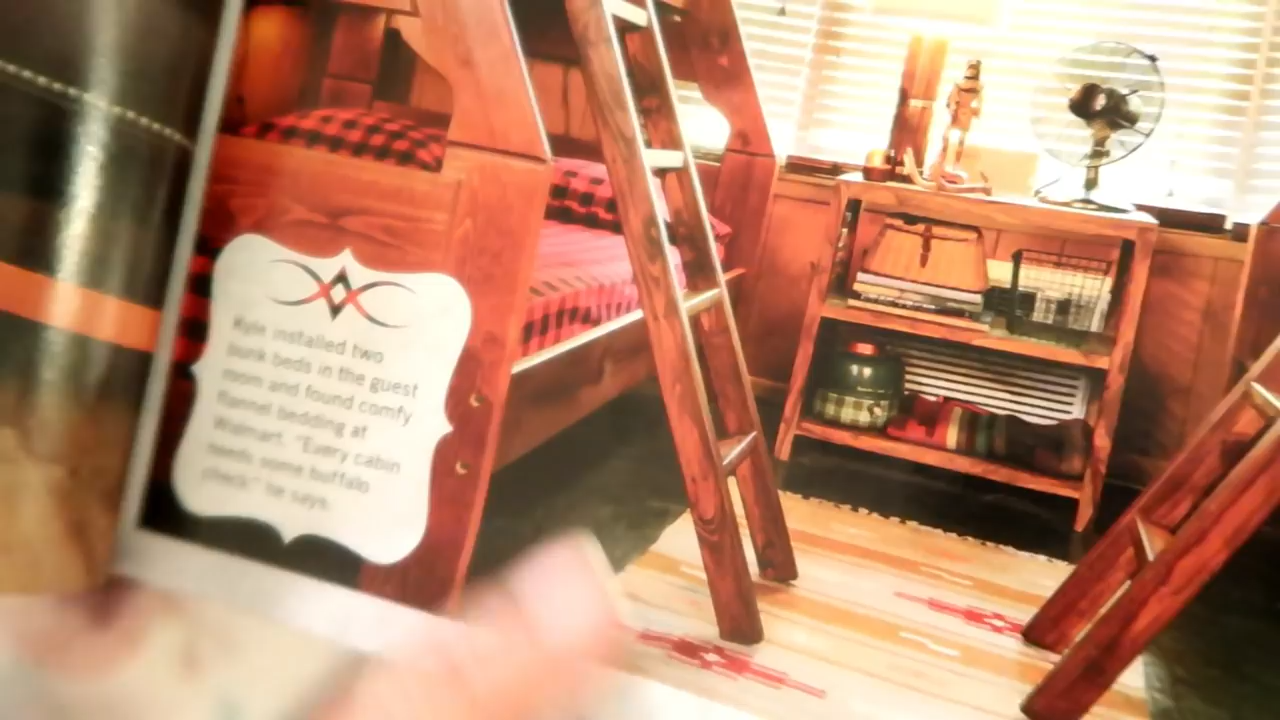 Kyle installed two
bunk beds in the guest
room and found comfy
flannel bedding at
Walmart. "Every cabin
needs some buffalo
check," he says.